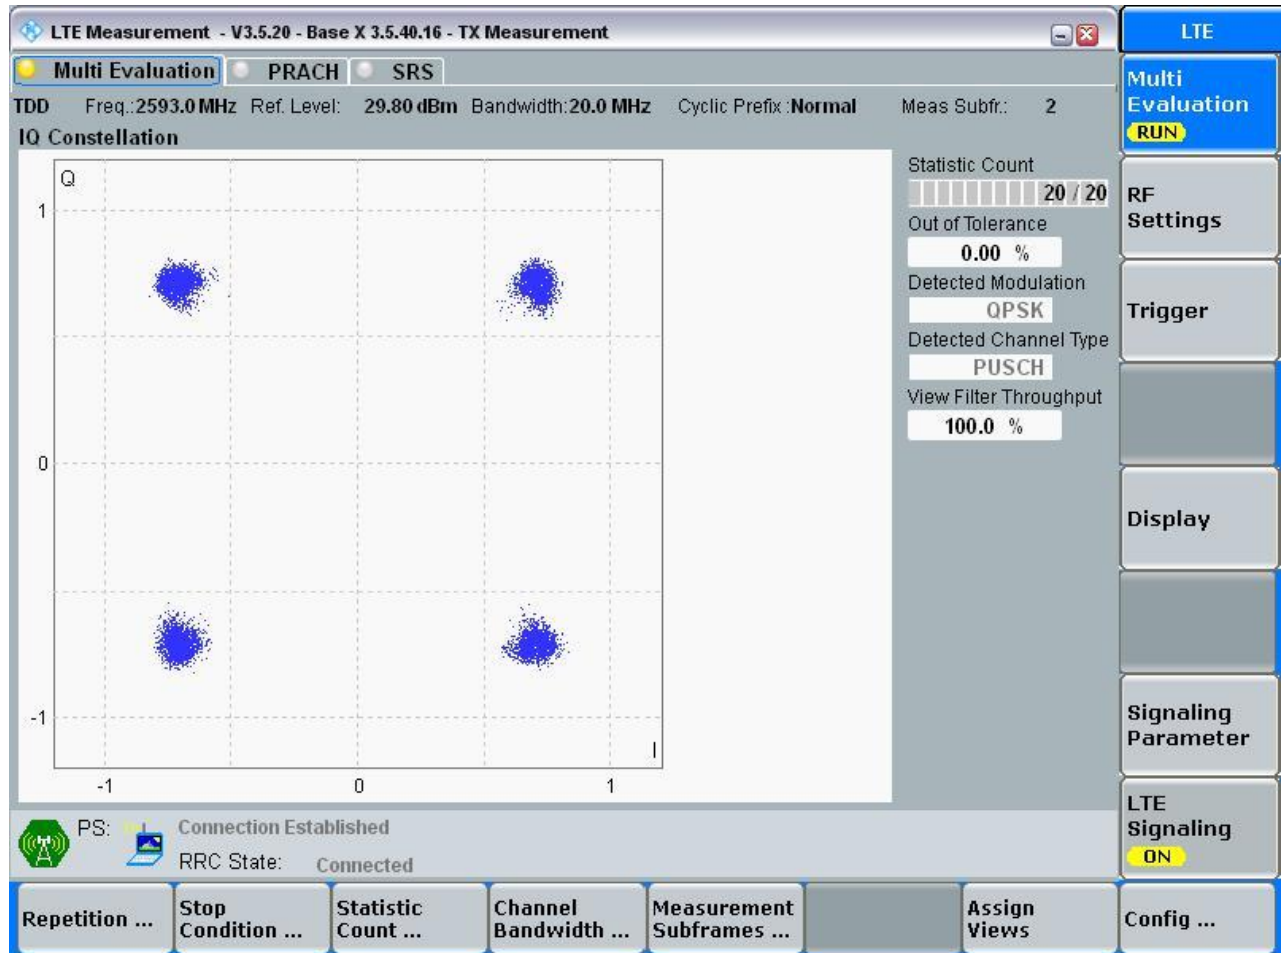 LTE Measurement - V3.5.20 - Base X 3.5.40.16 - TX Measurement
LTE
Multi Evaluation PRACH SRS
TDD Freq.:2593.0 MHz Ref. Level: 29.80 dBm Bandwidth:20.0 MHz Cyclic Prefix :Normal Meas Subfr.: 2
IQ Constellation
Q
1
0
-1
I
-1 0 1
Statistic Count
20 / 20
Out of Tolerance
0.00 %
Detected Modulation
QPSK
Detected Channel Type
PUSCH
View Filter Throughput
100.0 %
Multi
Evaluation
RUN
RF
Settings
Trigger
Display
Signaling
Parameter
LTE
Signaling
ON
PS: Connection Established
RRC State: Connected
Repetition ...
Stop
Condition ...
Statistic
Count ...
Channel
Bandwidth ...
Measurement
Subframes ...
Assign
Views
Config ...